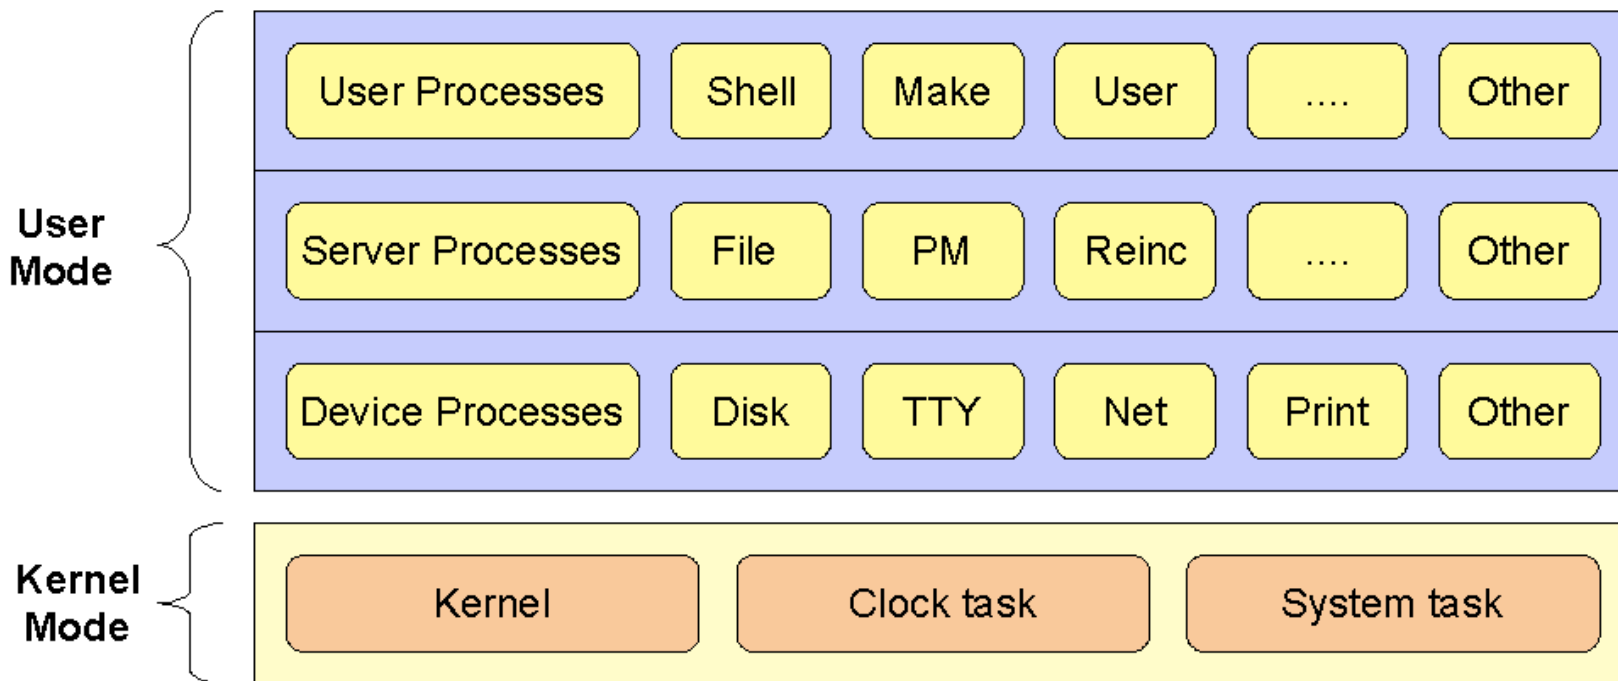 User Processes
Shell
Make
User
....
Other
User
Mode
Server Processes
File
PM
Reinc
....
Other
Device Processes
Disk
TTY
Net
Print
Other
Kernel
Mode
Kernel
Clock task
System task